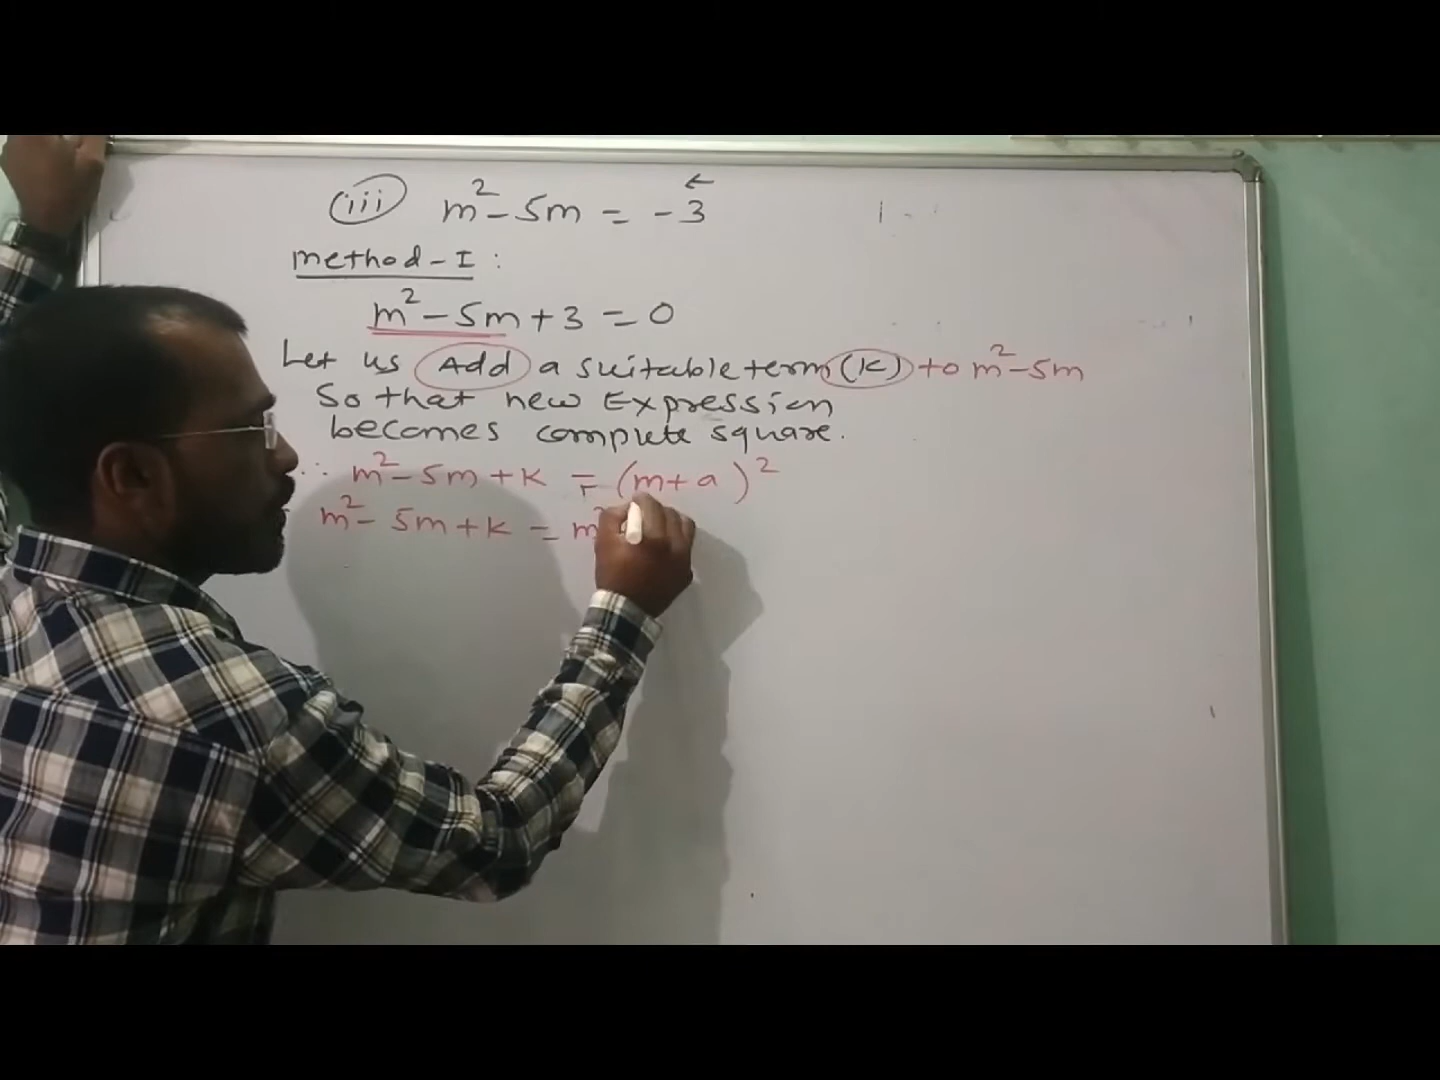 (iii) m² - 5m = -3
method - I :
m² - 5m + 3 = 0
Let us Add a suitable term (k) to m² - 5m
So that new Expression
becomes complete square.
∴ m² - 5m + k = (m + a)²
m² - 5m + k = m²